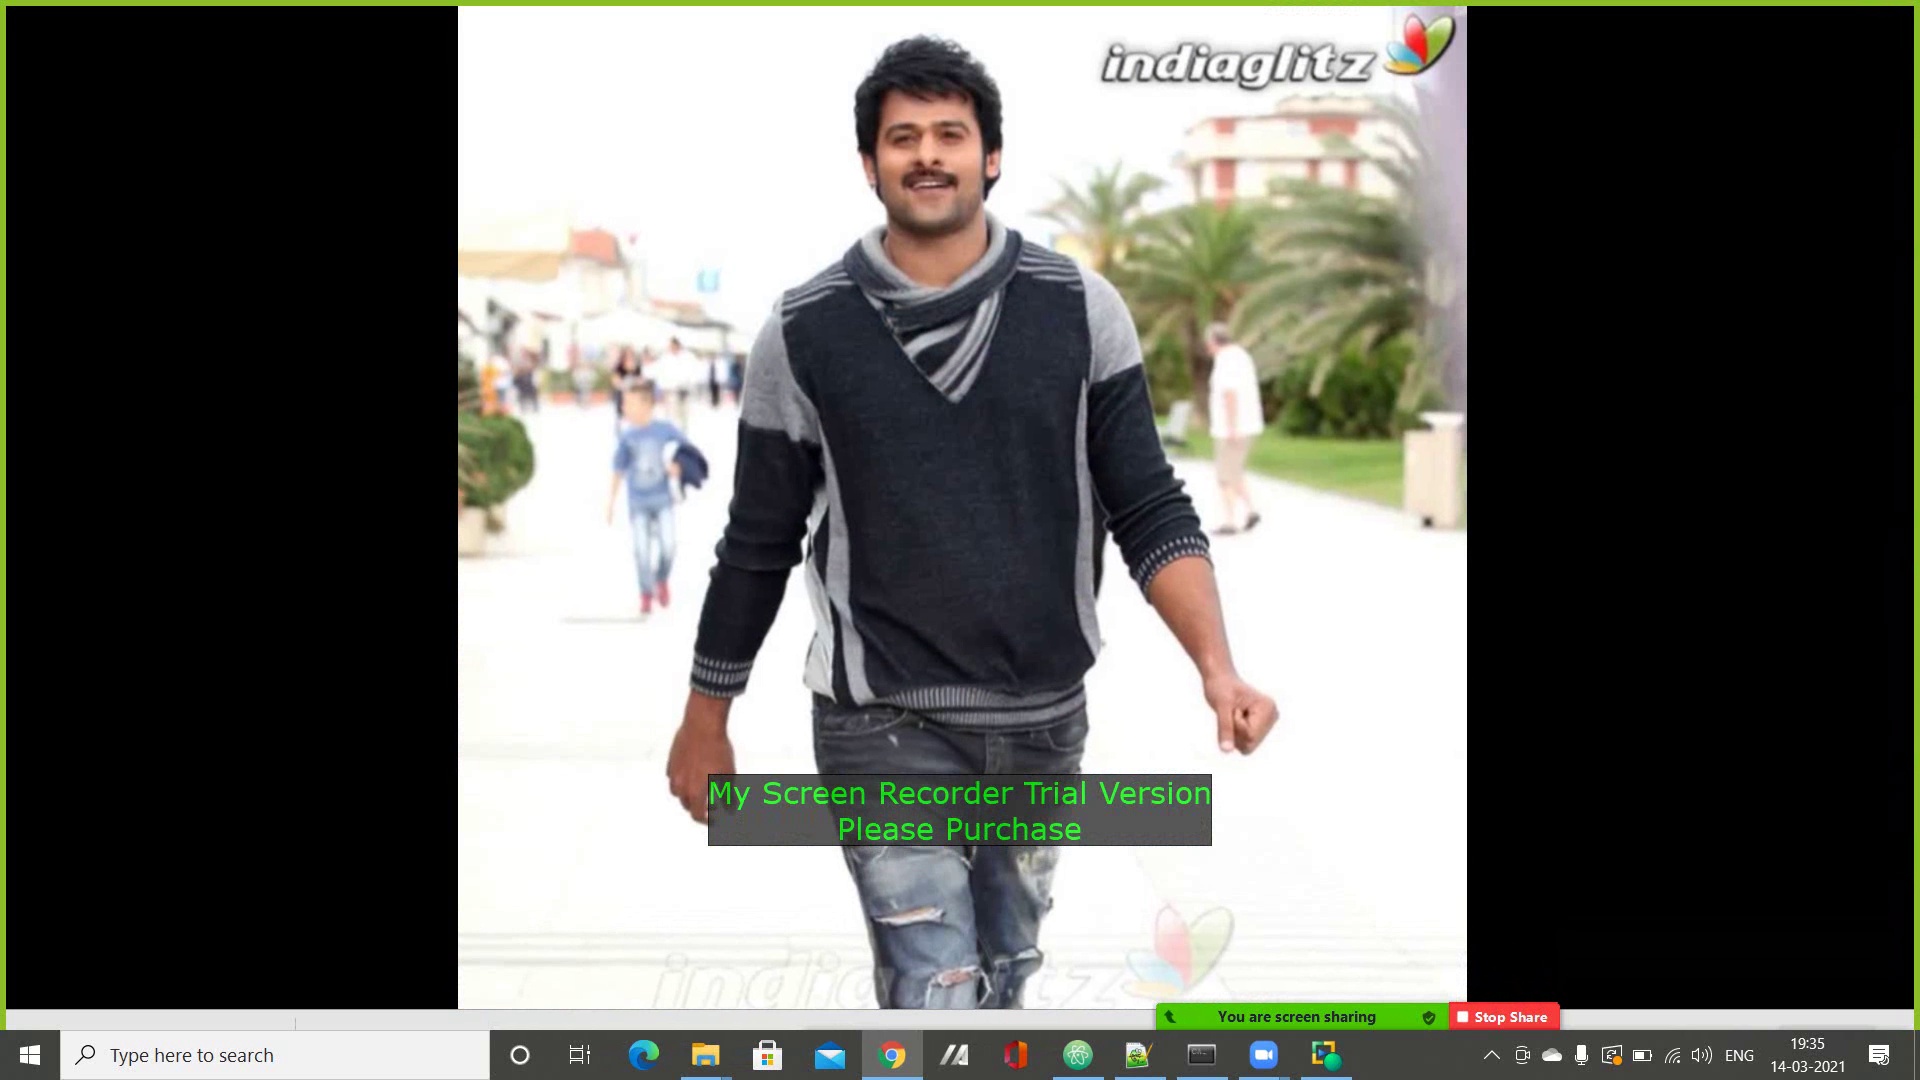 indiaglitz
My Screen Recorder Trial Version
Please Purchase
indiaglitz
You are screen sharing
Stop Share
Type here to search
ENG
19:35
14-03-2021